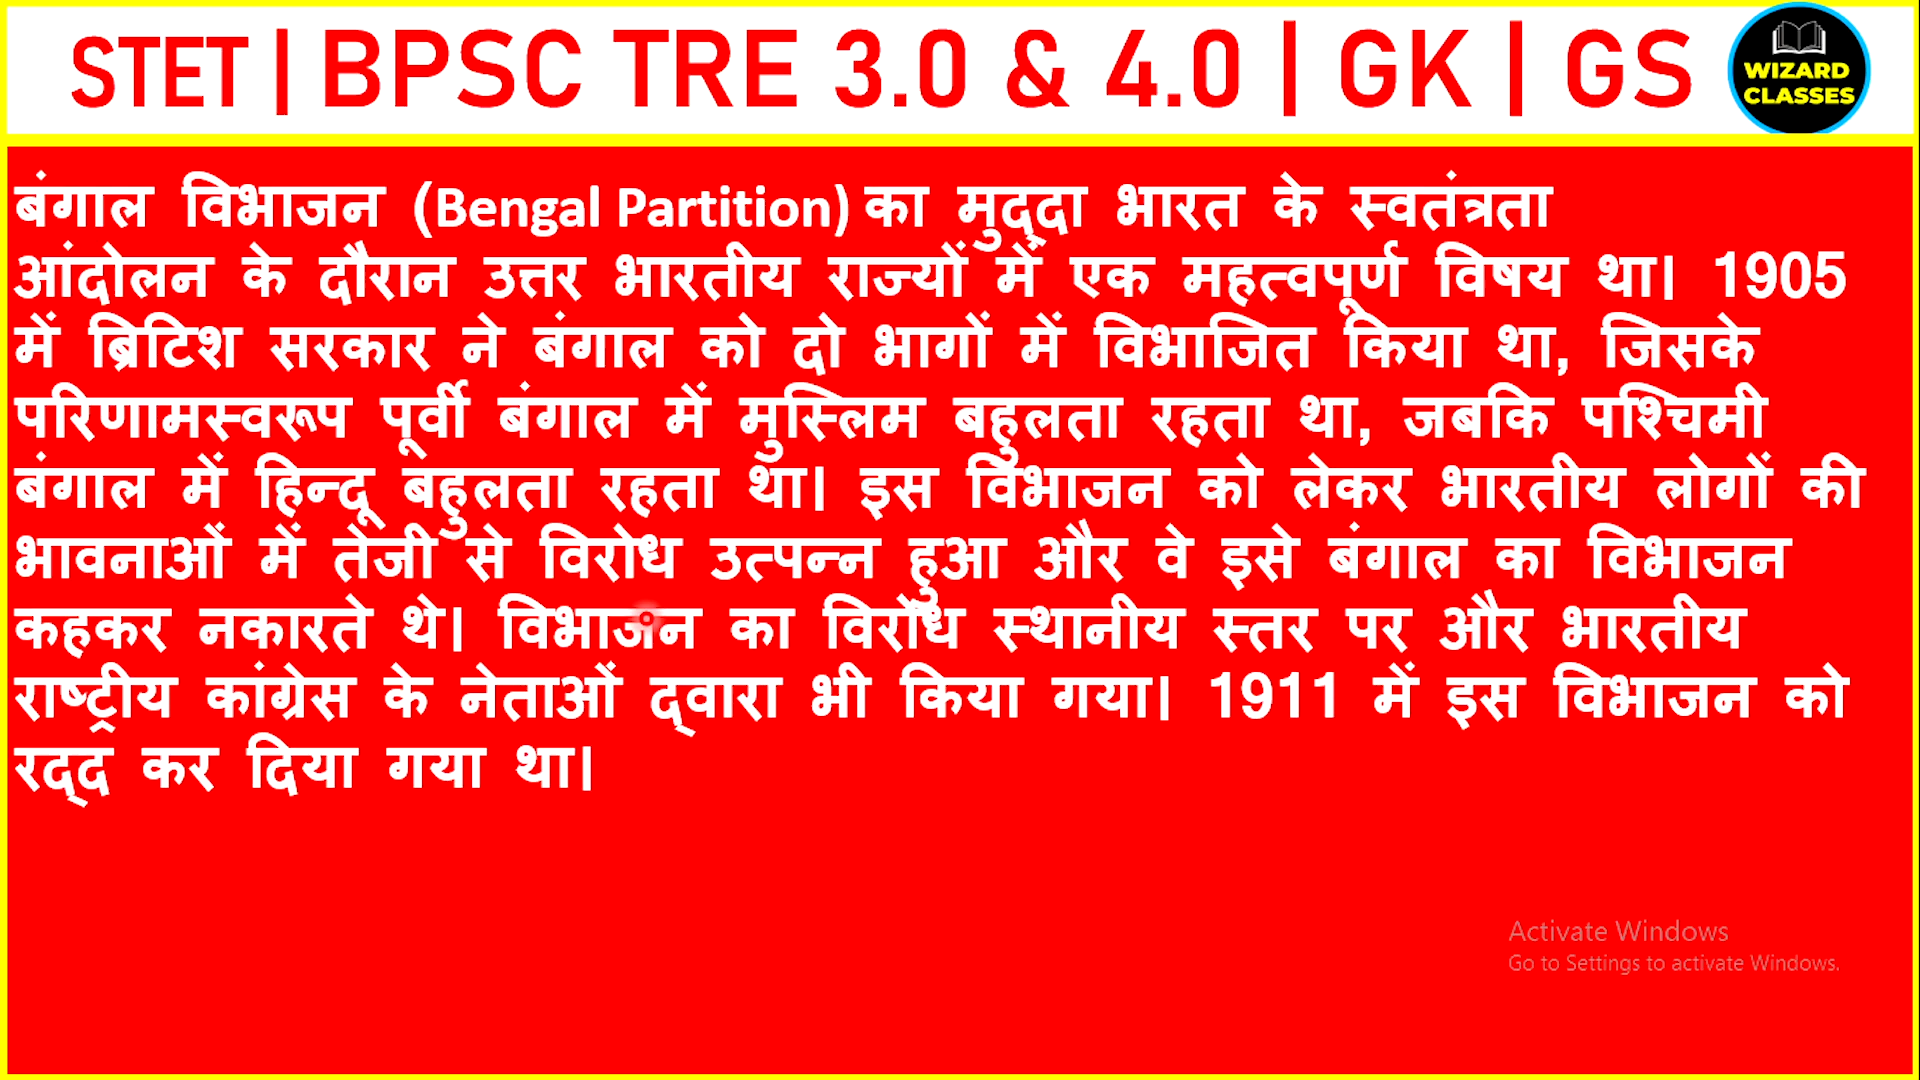 STET | BPSC TRE 3.0 & 4.0 | GK | GS
WIZARD
CLASSES
बंगाल विभाजन (Bengal Partition) का मुद्दा भारत के स्वतंत्रता
आंदोलन के दौरान उत्तर भारतीय राज्यों में एक महत्वपूर्ण विषय था। 1905
में ब्रिटिश सरकार ने बंगाल को दो भागों में विभाजित किया था, जिसके
परिणामस्वरूप पूर्वी बंगाल में मुस्लिम बहुलता रहता था, जबकि पश्चिमी
बंगाल में हिन्दू बहुलता रहता था। इस विभाजन को लेकर भारतीय लोगों की
भावनाओं में तेजी से विरोध उत्पन्न हुआ और वे इसे बंगाल का विभाजन
कहकर नकारते थे। विभाजन का विरोध स्थानीय स्तर पर और भारतीय
राष्ट्रीय कांग्रेस के नेताओं द्वारा भी किया गया। 1911 में इस विभाजन को
रद्द कर दिया गया था।
Activate Windows
Go to Settings to activate Windows.